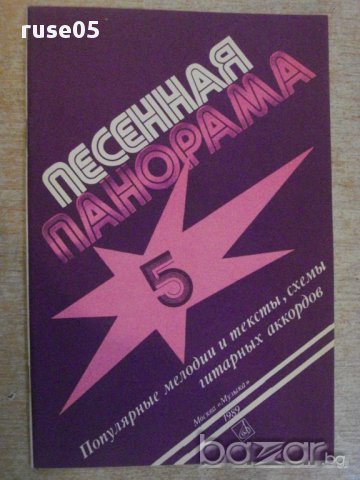 ruse05
ПЕСЕННАЯ
ПАНОРАМА
5
Популярные мелодии и тексты, схемы
гитарных аккордов
Москва «Музыка»
1989
bazar.bg